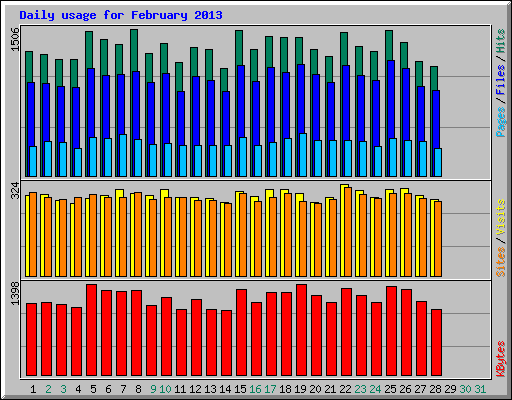 Daily usage for February 2013
1506
Pages/Files/Hits
324
Sites/Visits
1398
KBytes
1 2 3 4 5 6 7 8 9 10 11 12 13 14 15 16 17 18 19 20 21 22 23 24 25 26 27 28 29 30 31